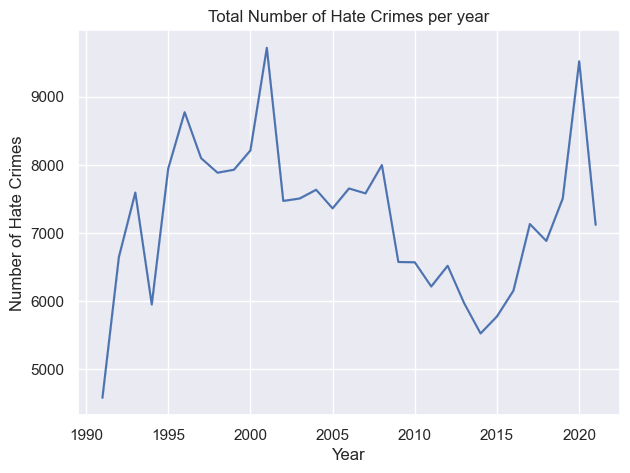 Total Number of Hate Crimes per year
Number of Hate Crimes
9000
8000
7000
6000
5000
1990 1995 2000 2005 2010 2015 2020
Year